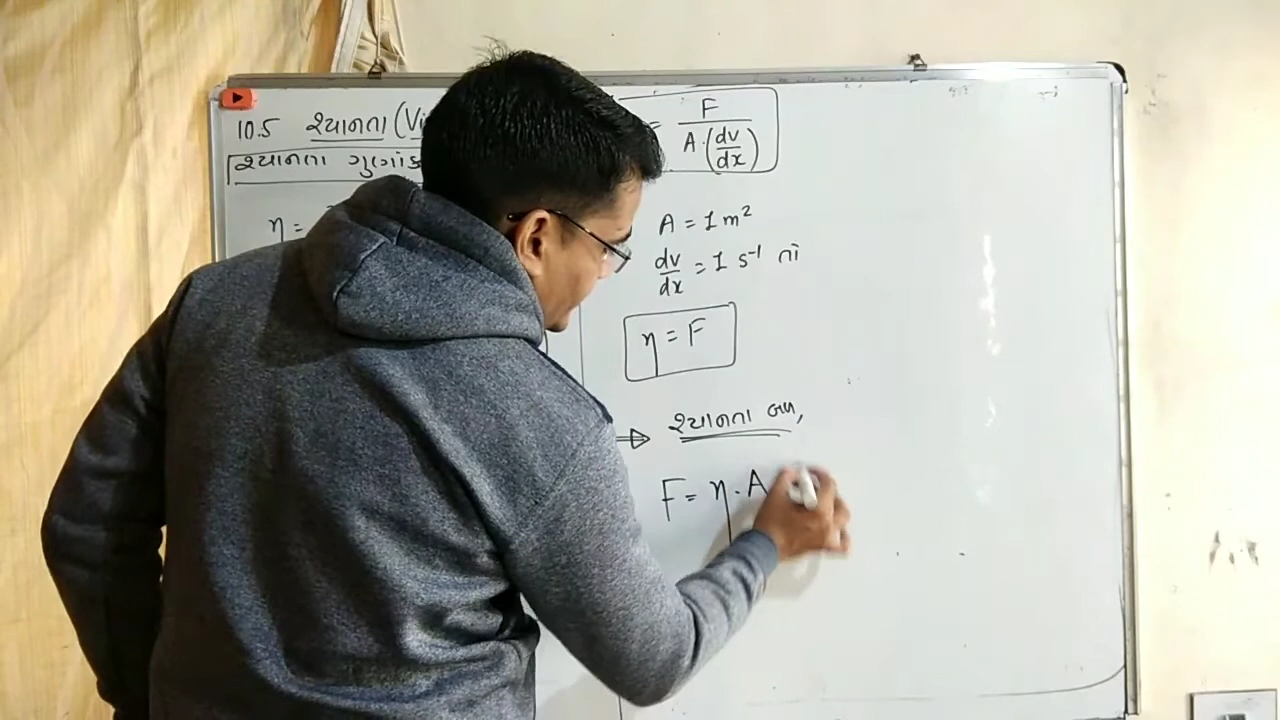 10.5 શ્યાનતા (Vi
શ્યાનતા ગુણાંક
η =
= F / A·(dv/dx)
A = 1 m²
dv/dx = 1 s⁻¹ તો
η = F
⇒ શ્યાનતા બળ,
F = η · A